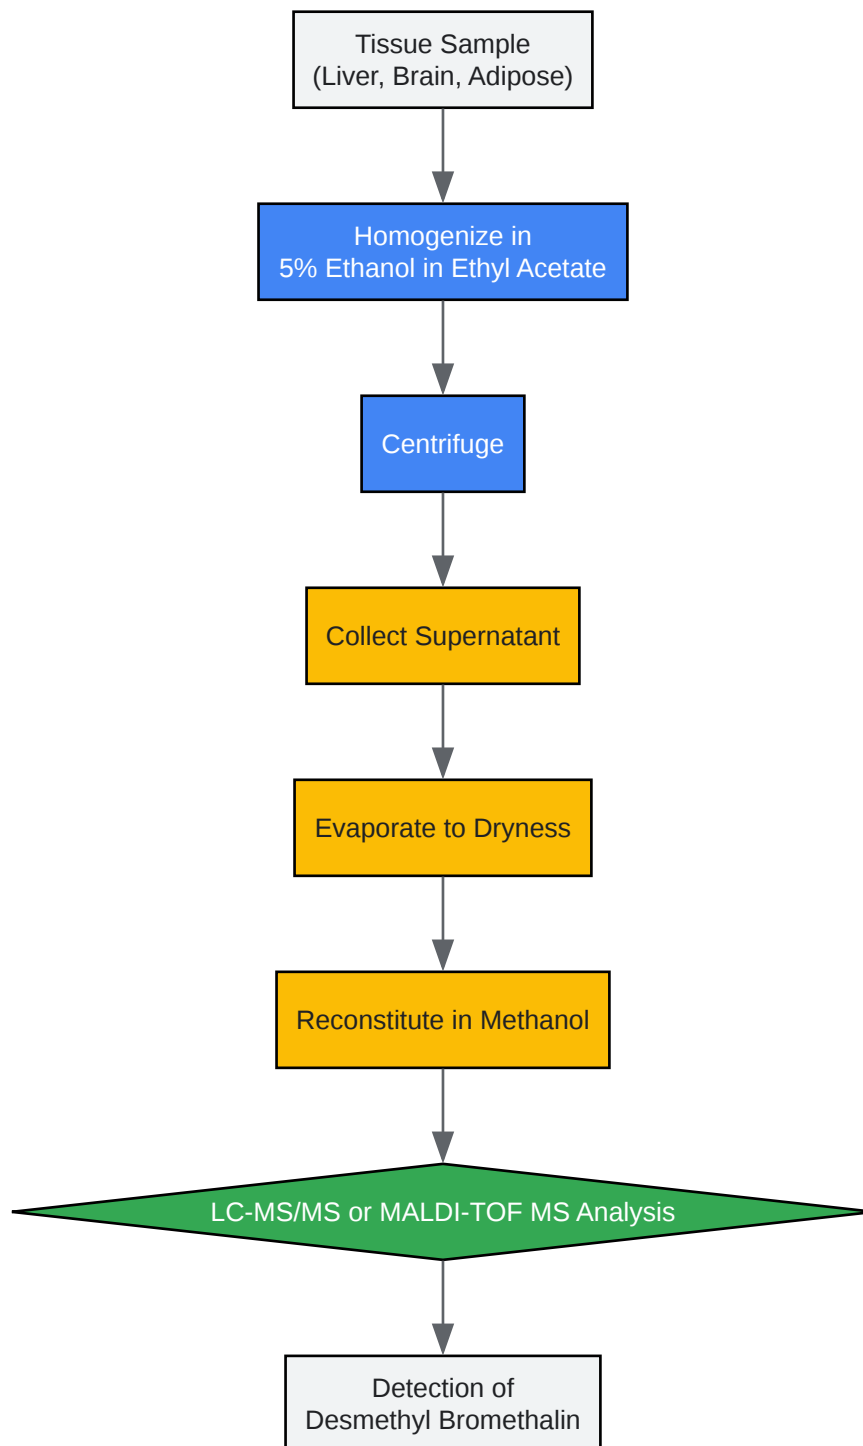 Tissue Sample
(Liver, Brain, Adipose)
Homogenize in
5% Ethanol in Ethyl Acetate
Centrifuge
Collect Supernatant
Evaporate to Dryness
Reconstitute in Methanol
LC-MS/MS or MALDI-TOF MS Analysis
Detection of
Desmethyl Bromethalin